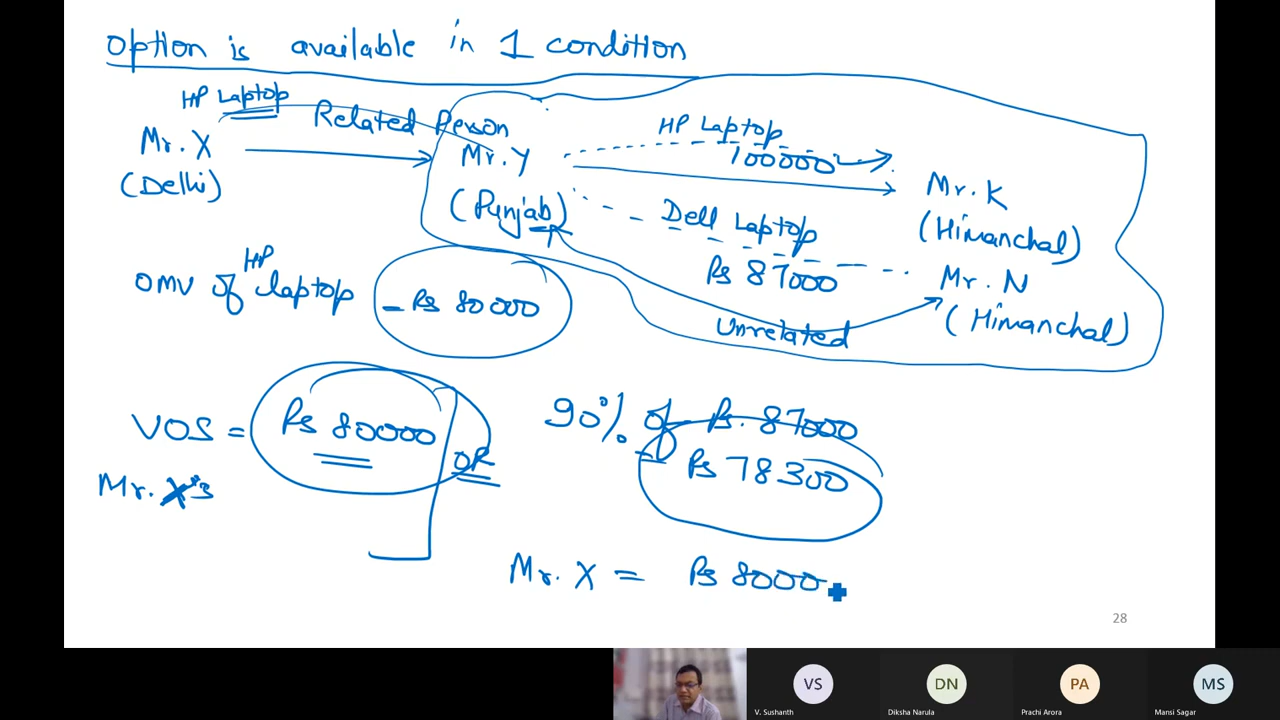 option is available in 1 condition
HP Laptop
Related Person
HP Laptop
Mr. X
Mr. Y
100000
(Delhi)
Mr. K
(Punjab)
Dell Laptop
(Himanchal)
HP
Rs 87000
Mr. N
OMV of laptop - Rs 80000
(Himanchal)
Unrelated
VOS = Rs 80000
90% of Rs. 87000
OR
Rs 78300
Mr. X's
Mr. X = Rs 8000
28
VS
DN
PA
MS
V. Sushanth
Diksha Narula
Prachi Arora
Mansi Sagar